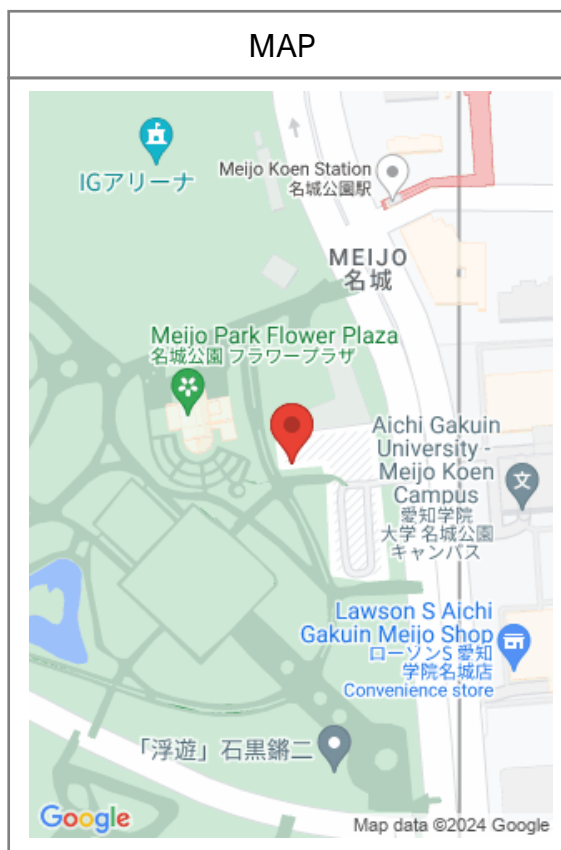 MAP
IGアリーナ
Meijo Koen Station
名城公園駅
MEIJO
名城
Meijo Park Flower Plaza
名城公園 フラワープラザ
Aichi Gakuin
University -
Meijo Koen
Campus
愛知学院
大学 名城公園
キャンパス
文
Lawson S Aichi
Gakuin Meijo Shop
ローソンS 愛知
学院名城店
Convenience store
「浮遊」石黒鏘二
Google
Map data ©2024 Google